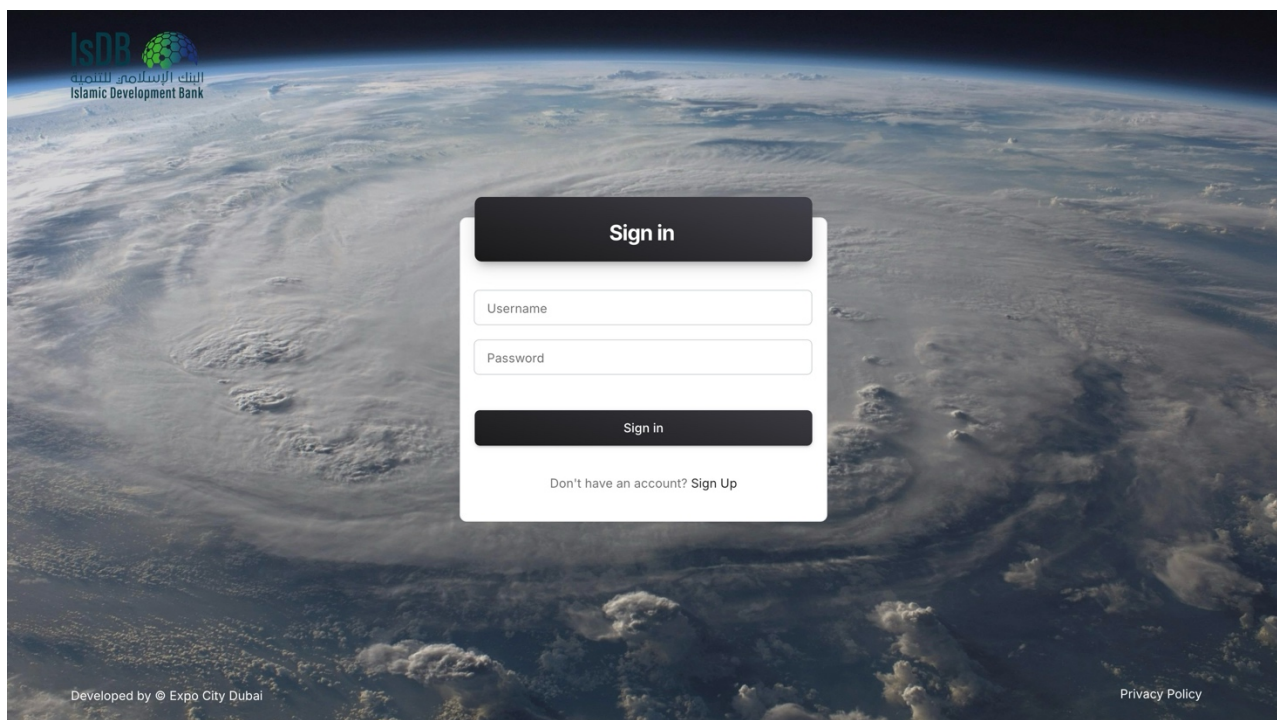 IsDB
البنك الإسلامي للتنمية
Islamic Development Bank
Sign in
Username
Password
Sign in
Don't have an account? Sign Up
Developed by © Expo City Dubai
Privacy Policy